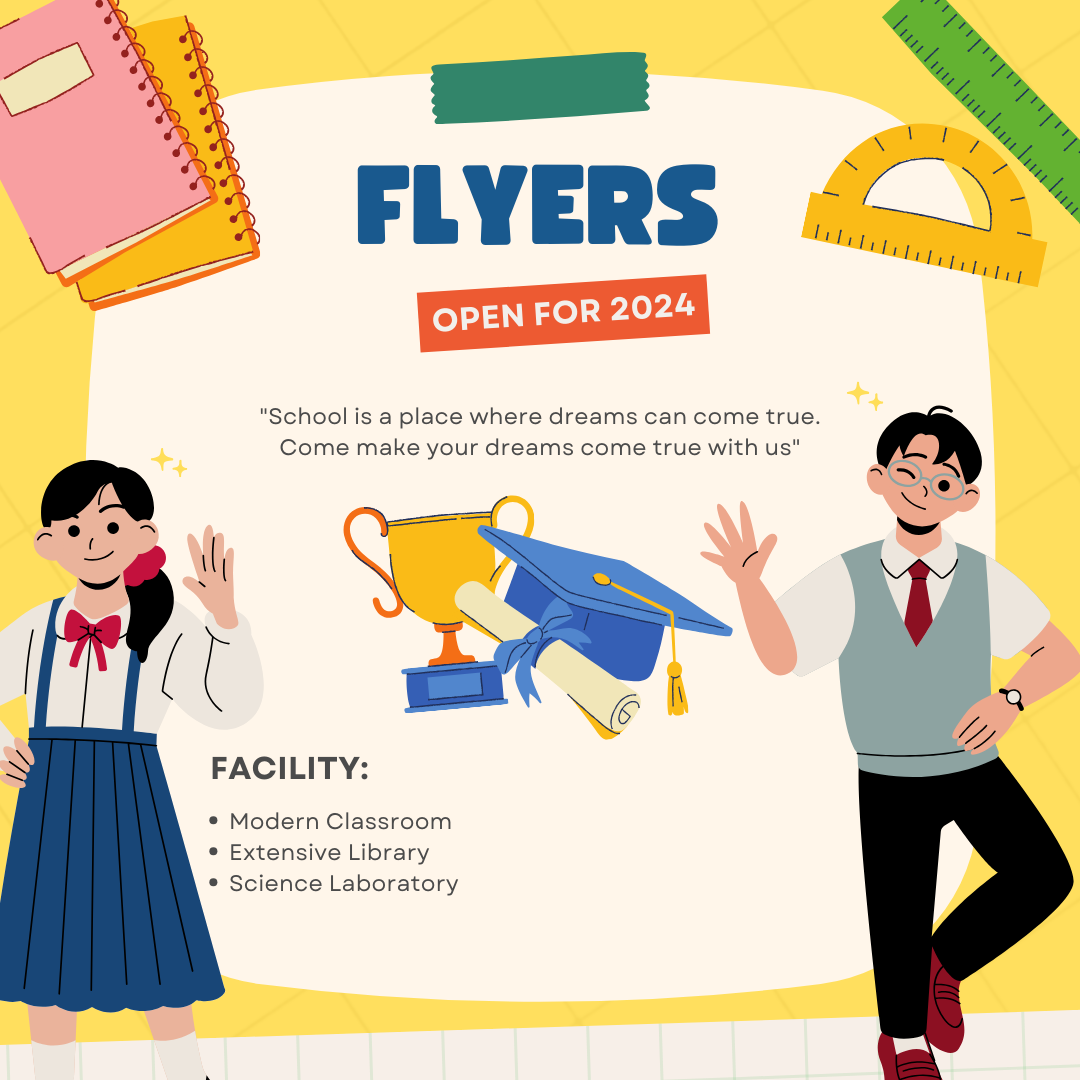 FLYERS
OPEN FOR 2024
"School is a place where dreams can come true.
Come make your dreams come true with us"
FACILITY:
• Modern Classroom
• Extensive Library
• Science Laboratory